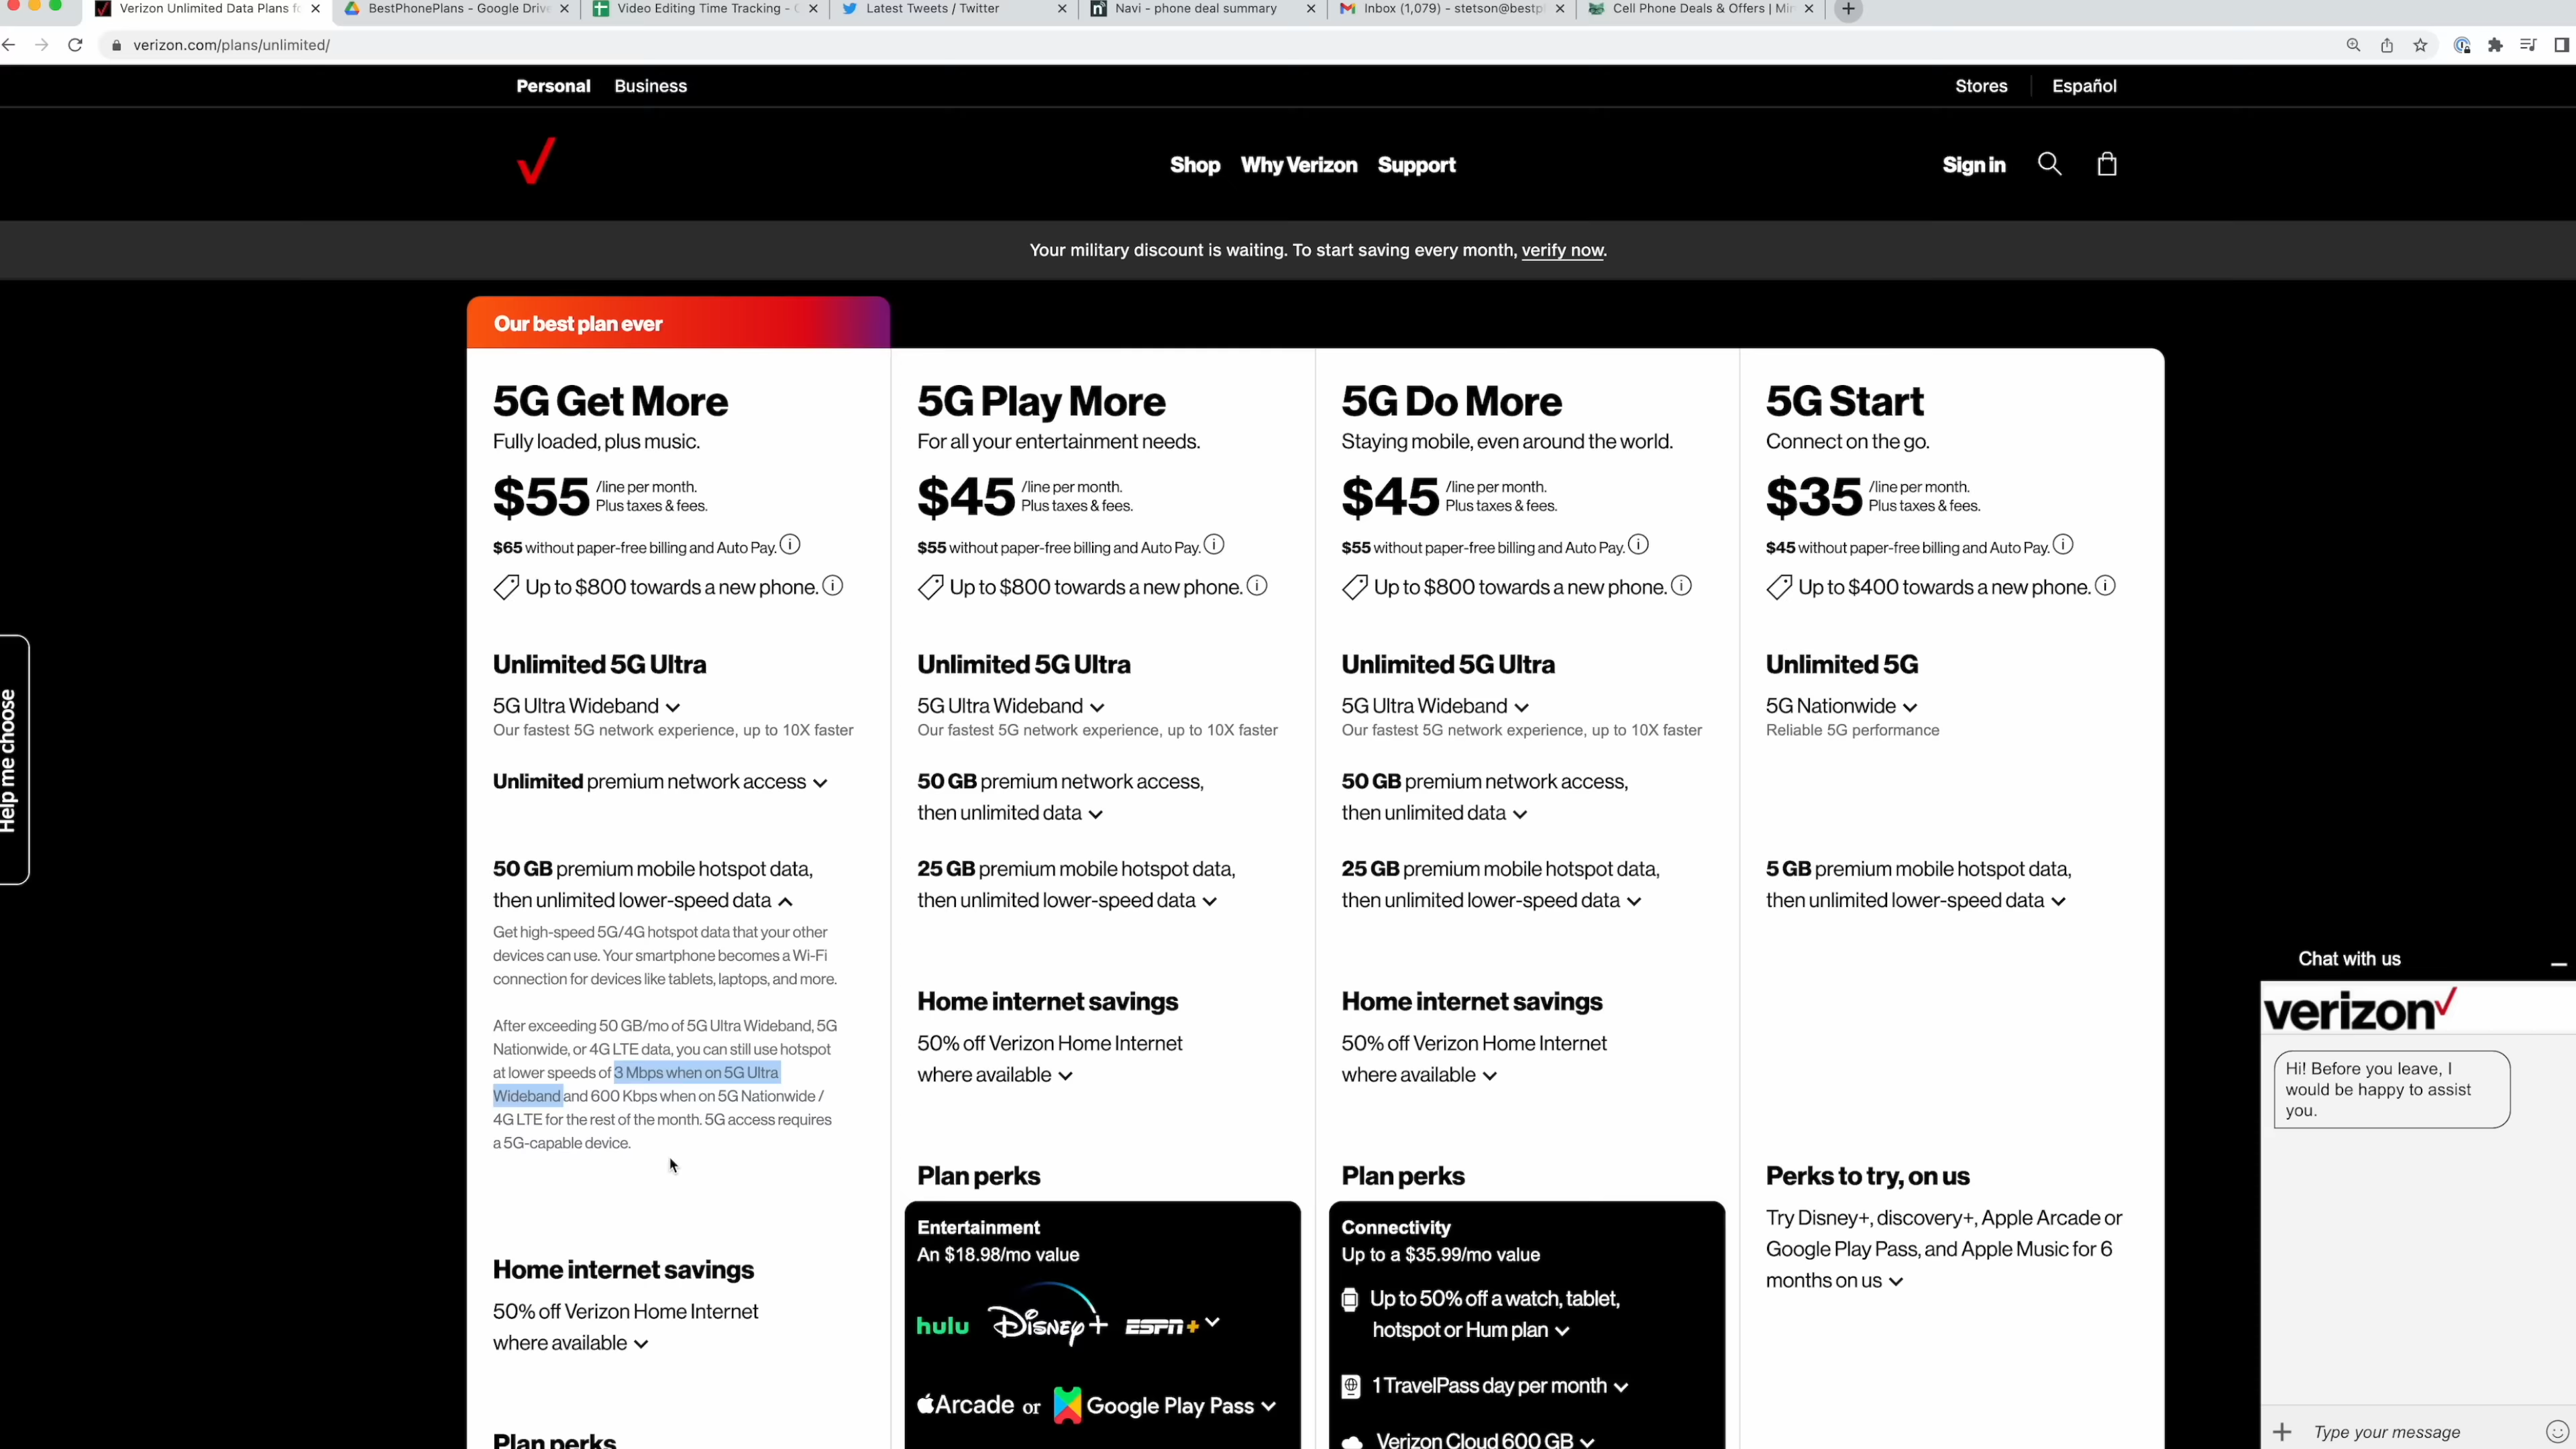 Verizon Unlimited Data Plans fo
BestPhonePlans - Google Drive
Video Editing Time Tracking -
Latest Tweets / Twitter
Navi - phone deal summary
Inbox (1,079) - stetson@bestp
Cell Phone Deals & Offers | Min
verizon.com/plans/unlimited/
Personal Business
Stores Español
Shop Why Verizon Support
Sign in
Your military discount is waiting. To start saving every month, verify now.
Our best plan ever
5G Get More
Fully loaded, plus music.
$55 /line per month.
Plus taxes & fees.
$65 without paper-free billing and Auto Pay.
Up to $800 towards a new phone.
Unlimited 5G Ultra
5G Ultra Wideband
Our fastest 5G network experience, up to 10X faster
Unlimited premium network access
50 GB premium mobile hotspot data,
then unlimited lower-speed data
Get high-speed 5G/4G hotspot data that your other
devices can use. Your smartphone becomes a Wi-Fi
connection for devices like tablets, laptops, and more.
After exceeding 50 GB/mo of 5G Ultra Wideband, 5G
Nationwide, or 4G LTE data, you can still use hotspot
at lower speeds of 3 Mbps when on 5G Ultra
Wideband and 600 Kbps when on 5G Nationwide /
4G LTE for the rest of the month. 5G access requires
a 5G-capable device.
Home internet savings
50% off Verizon Home Internet
where available
Plan perks
5G Play More
For all your entertainment needs.
$45 /line per month.
Plus taxes & fees.
$55 without paper-free billing and Auto Pay.
Up to $800 towards a new phone.
Unlimited 5G Ultra
5G Ultra Wideband
Our fastest 5G network experience, up to 10X faster
50 GB premium network access,
then unlimited data
25 GB premium mobile hotspot data,
then unlimited lower-speed data
Home internet savings
50% off Verizon Home Internet
where available
Plan perks
Entertainment
An $18.98/mo value
hulu Disney+ ESPN+
Arcade or Google Play Pass
5G Do More
Staying mobile, even around the world.
$45 /line per month.
Plus taxes & fees.
$55 without paper-free billing and Auto Pay.
Up to $800 towards a new phone.
Unlimited 5G Ultra
5G Ultra Wideband
Our fastest 5G network experience, up to 10X faster
50 GB premium network access,
then unlimited data
25 GB premium mobile hotspot data,
then unlimited lower-speed data
Home internet savings
50% off Verizon Home Internet
where available
Plan perks
Connectivity
Up to a $35.99/mo value
Up to 50% off a watch, tablet,
hotspot or Hum plan
1 TravelPass day per month
Verizon Cloud 600 GB
5G Start
Connect on the go.
$35 /line per month.
Plus taxes & fees.
$45 without paper-free billing and Auto Pay.
Up to $400 towards a new phone.
Unlimited 5G
5G Nationwide
Reliable 5G performance
5 GB premium mobile hotspot data,
then unlimited lower-speed data
Perks to try, on us
Try Disney+, discovery+, Apple Arcade or
Google Play Pass, and Apple Music for 6
months on us
Help me choose
Chat with us
verizon
Hi! Before you leave, I
would be happy to assist
you.
Type your message